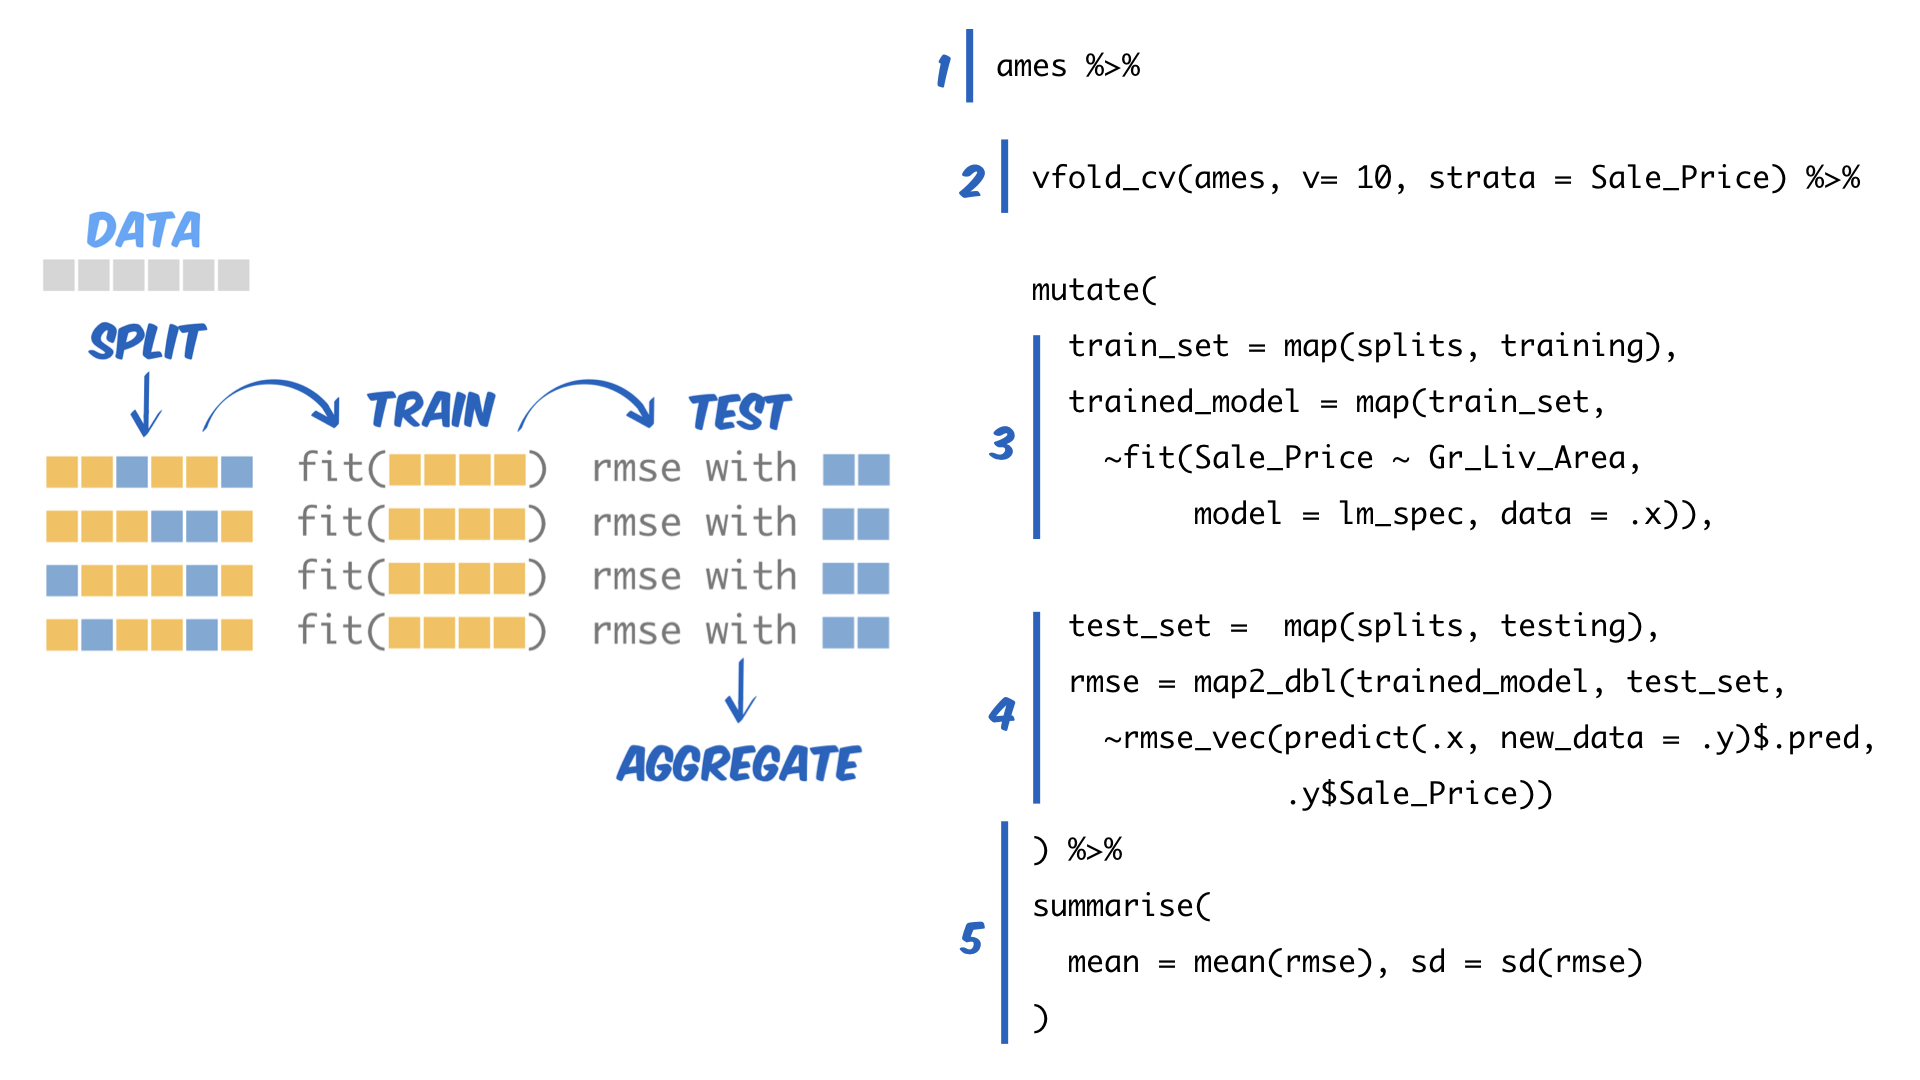 DATA
SPLIT
TRAIN
TEST
fit( ) rmse with
fit( ) rmse with
fit( ) rmse with
fit( ) rmse with
AGGREGATE
1
ames %>%
2
vfold_cv(ames, v= 10, strata = Sale_Price) %>%
mutate(
3
train_set = map(splits, training),
trained_model = map(train_set,
~fit(Sale_Price ~ Gr_Liv_Area,
model = lm_spec, data = .x)),
4
test_set =  map(splits, testing),
rmse = map2_dbl(trained_model, test_set,
~rmse_vec(predict(.x, new_data = .y)$.pred,
.y$Sale_Price))
5
) %>%
summarise(
mean = mean(rmse), sd = sd(rmse)
)